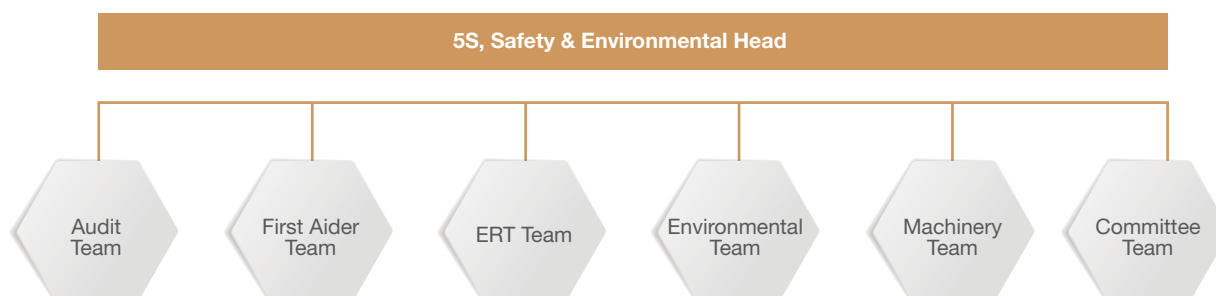 5S, Safety & Environmental Head
Audit
Team
First Aider
Team
ERT Team
Environmental
Team
Machinery
Team
Committee
Team